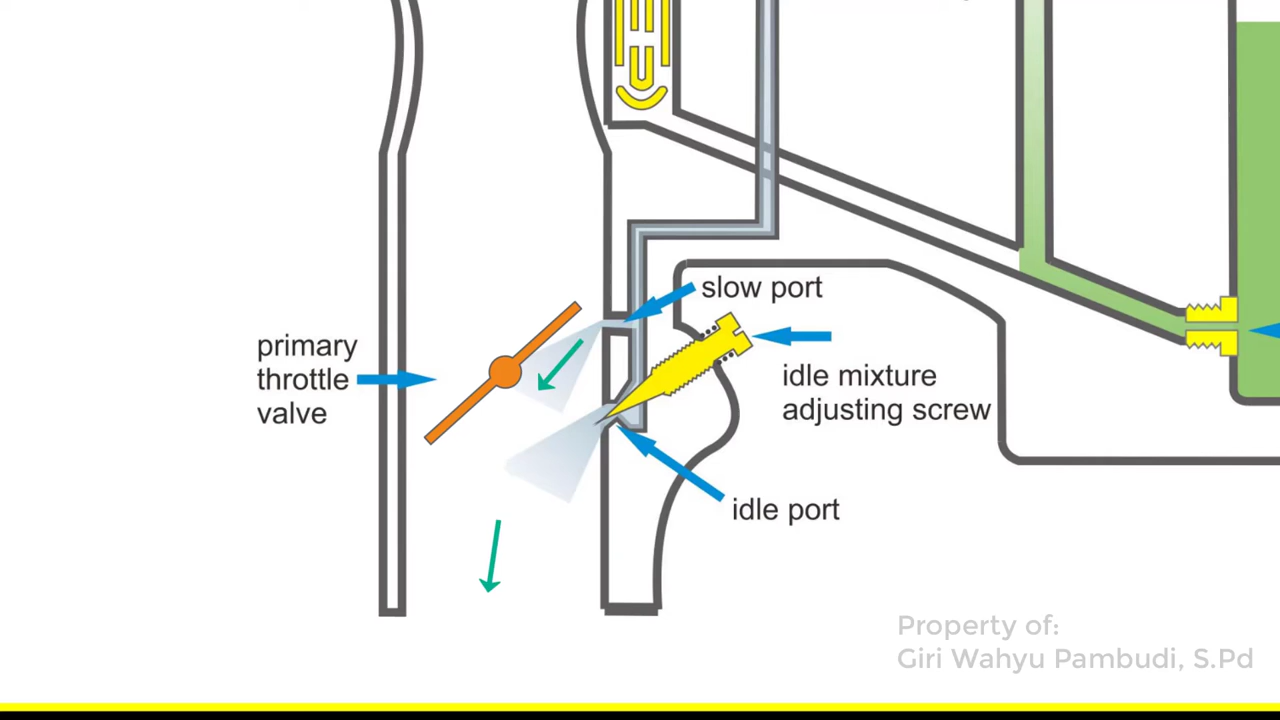 slow port
primary
throttle
valve
idle mixture
adjusting screw
idle port
Property of:
Giri Wahyu Pambudi, S.Pd